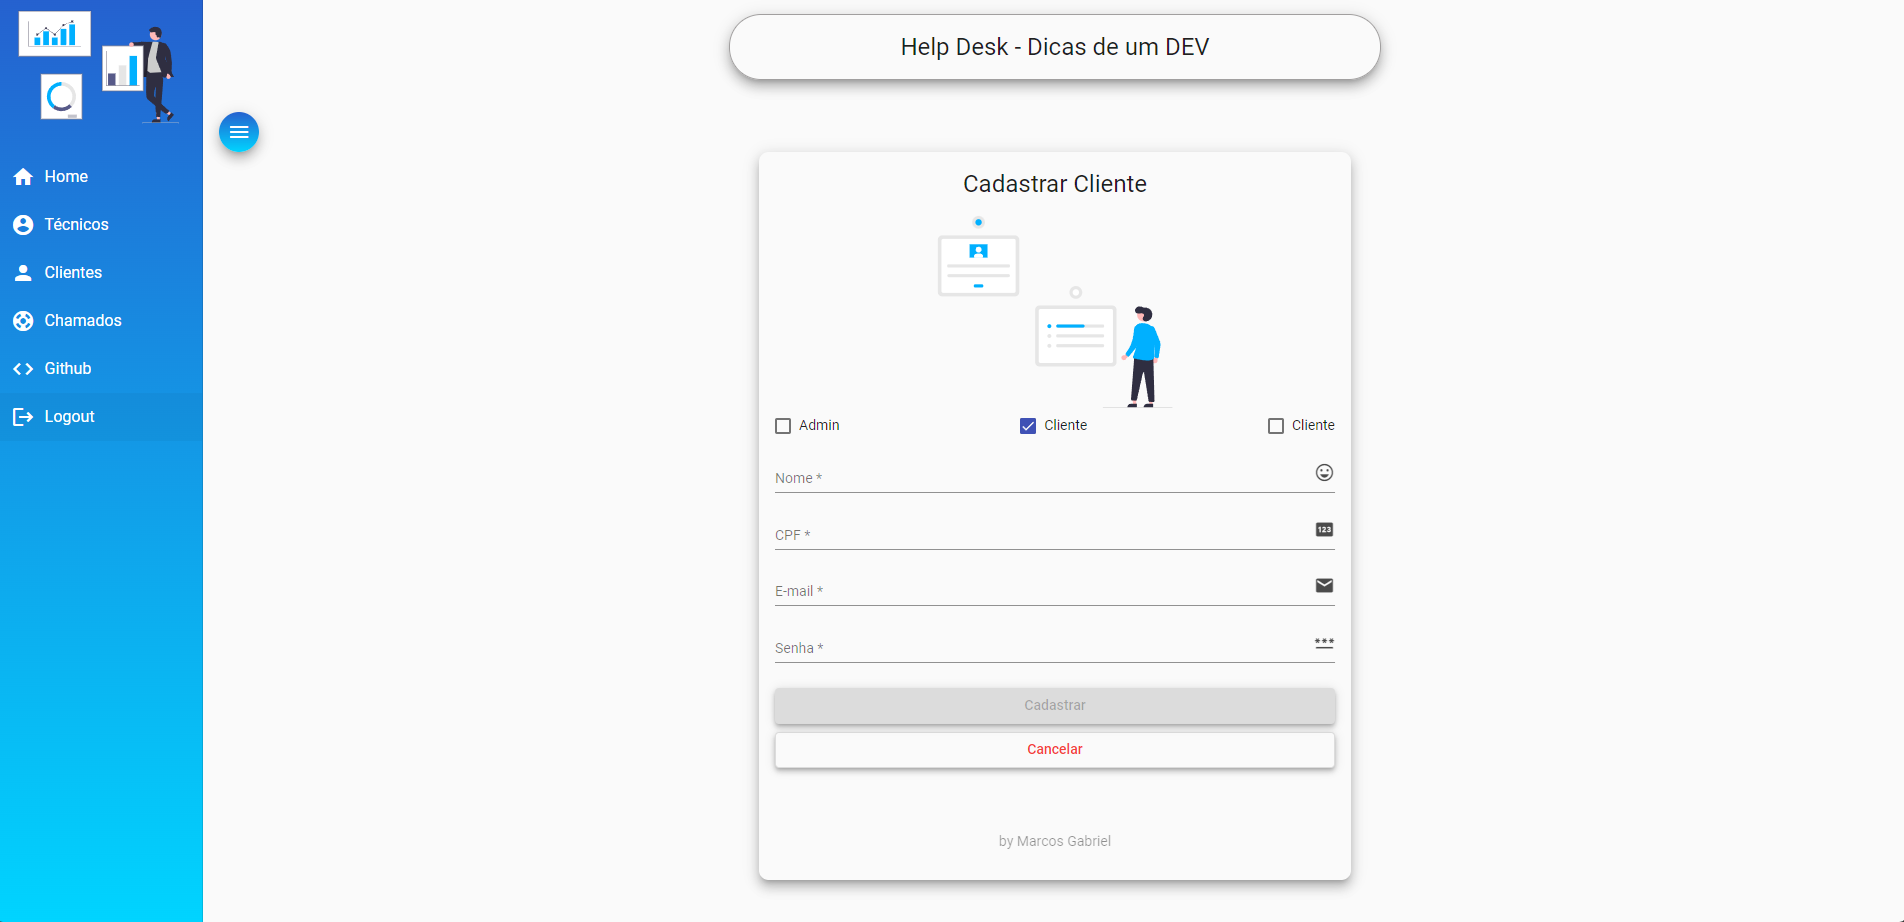 Help Desk - Dicas de um DEV
Home
Técnicos
Clientes
Chamados
Github
Logout
Cadastrar Cliente
Admin
Cliente
Cliente
Nome *
CPF *
123
E-mail *
Senha *
***
Cadastrar
Cancelar
by Marcos Gabriel